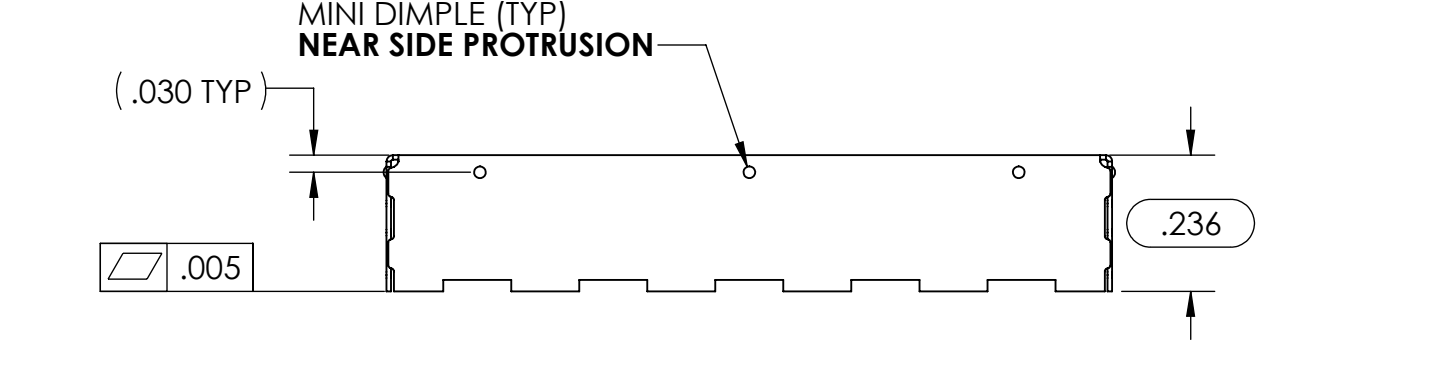 MINI DIMPLE (TYP)
NEAR SIDE PROTRUSION
(.030 TYP)
.236
.005